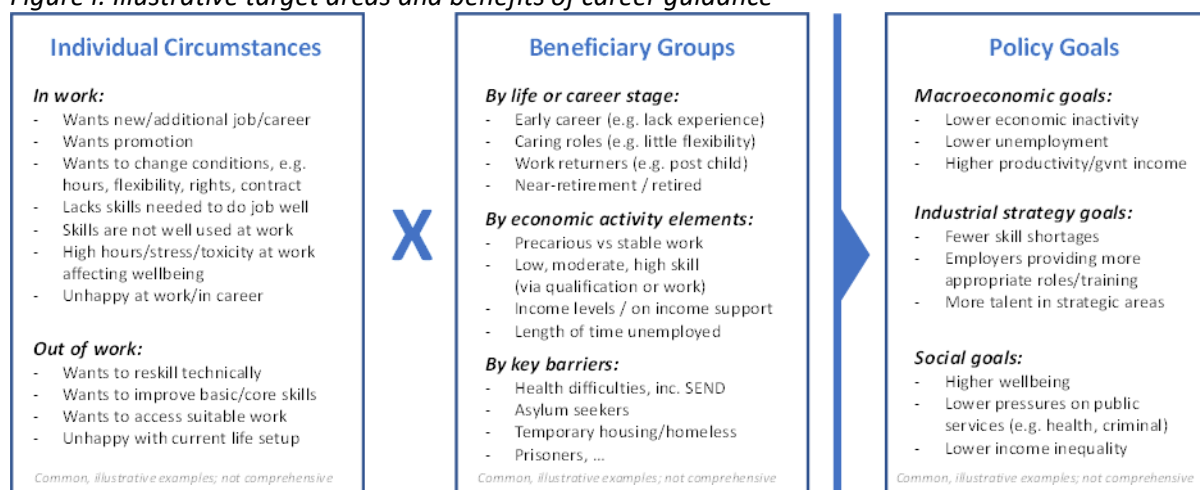 Figure 1: Illustrative target areas and benefits of career guidance
Individual Circumstances
In work:
- Wants new/additional job/career
- Wants promotion
- Wants to change conditions, e.g.
hours, flexibility, rights, contract
- Lacks skills needed to do job well
- Skills are not well used at work
- High hours/stress/toxicity at work
affecting wellbeing
- Unhappy at work/in career
Out of work:
- Wants to reskill technically
- Wants to improve basic/core skills
- Wants to access suitable work
- Unhappy with current life setup
Common, illustrative examples; not comprehensive
X
Beneficiary Groups
By life or career stage:
- Early career (e.g. lack experience)
- Caring roles (e.g. little flexibility)
- Work returners (e.g. post child)
- Near-retirement / retired
By economic activity elements:
- Precarious vs stable work
- Low, moderate, high skill
(via qualification or work)
- Income levels / on income support
- Length of time unemployed
By key barriers:
- Health difficulties, inc. SEND
- Asylum seekers
- Temporary housing/homeless
- Prisoners, ...
Common, illustrative examples; not comprehensive
Policy Goals
Macroeconomic goals:
- Lower economic inactivity
- Lower unemployment
- Higher productivity/gvnt income
Industrial strategy goals:
- Fewer skill shortages
- Employers providing more
appropriate roles/training
- More talent in strategic areas
Social goals:
- Higher wellbeing
- Lower pressures on public
services (e.g. health, criminal)
- Lower income inequality
Common, illustrative examples; not comprehensive